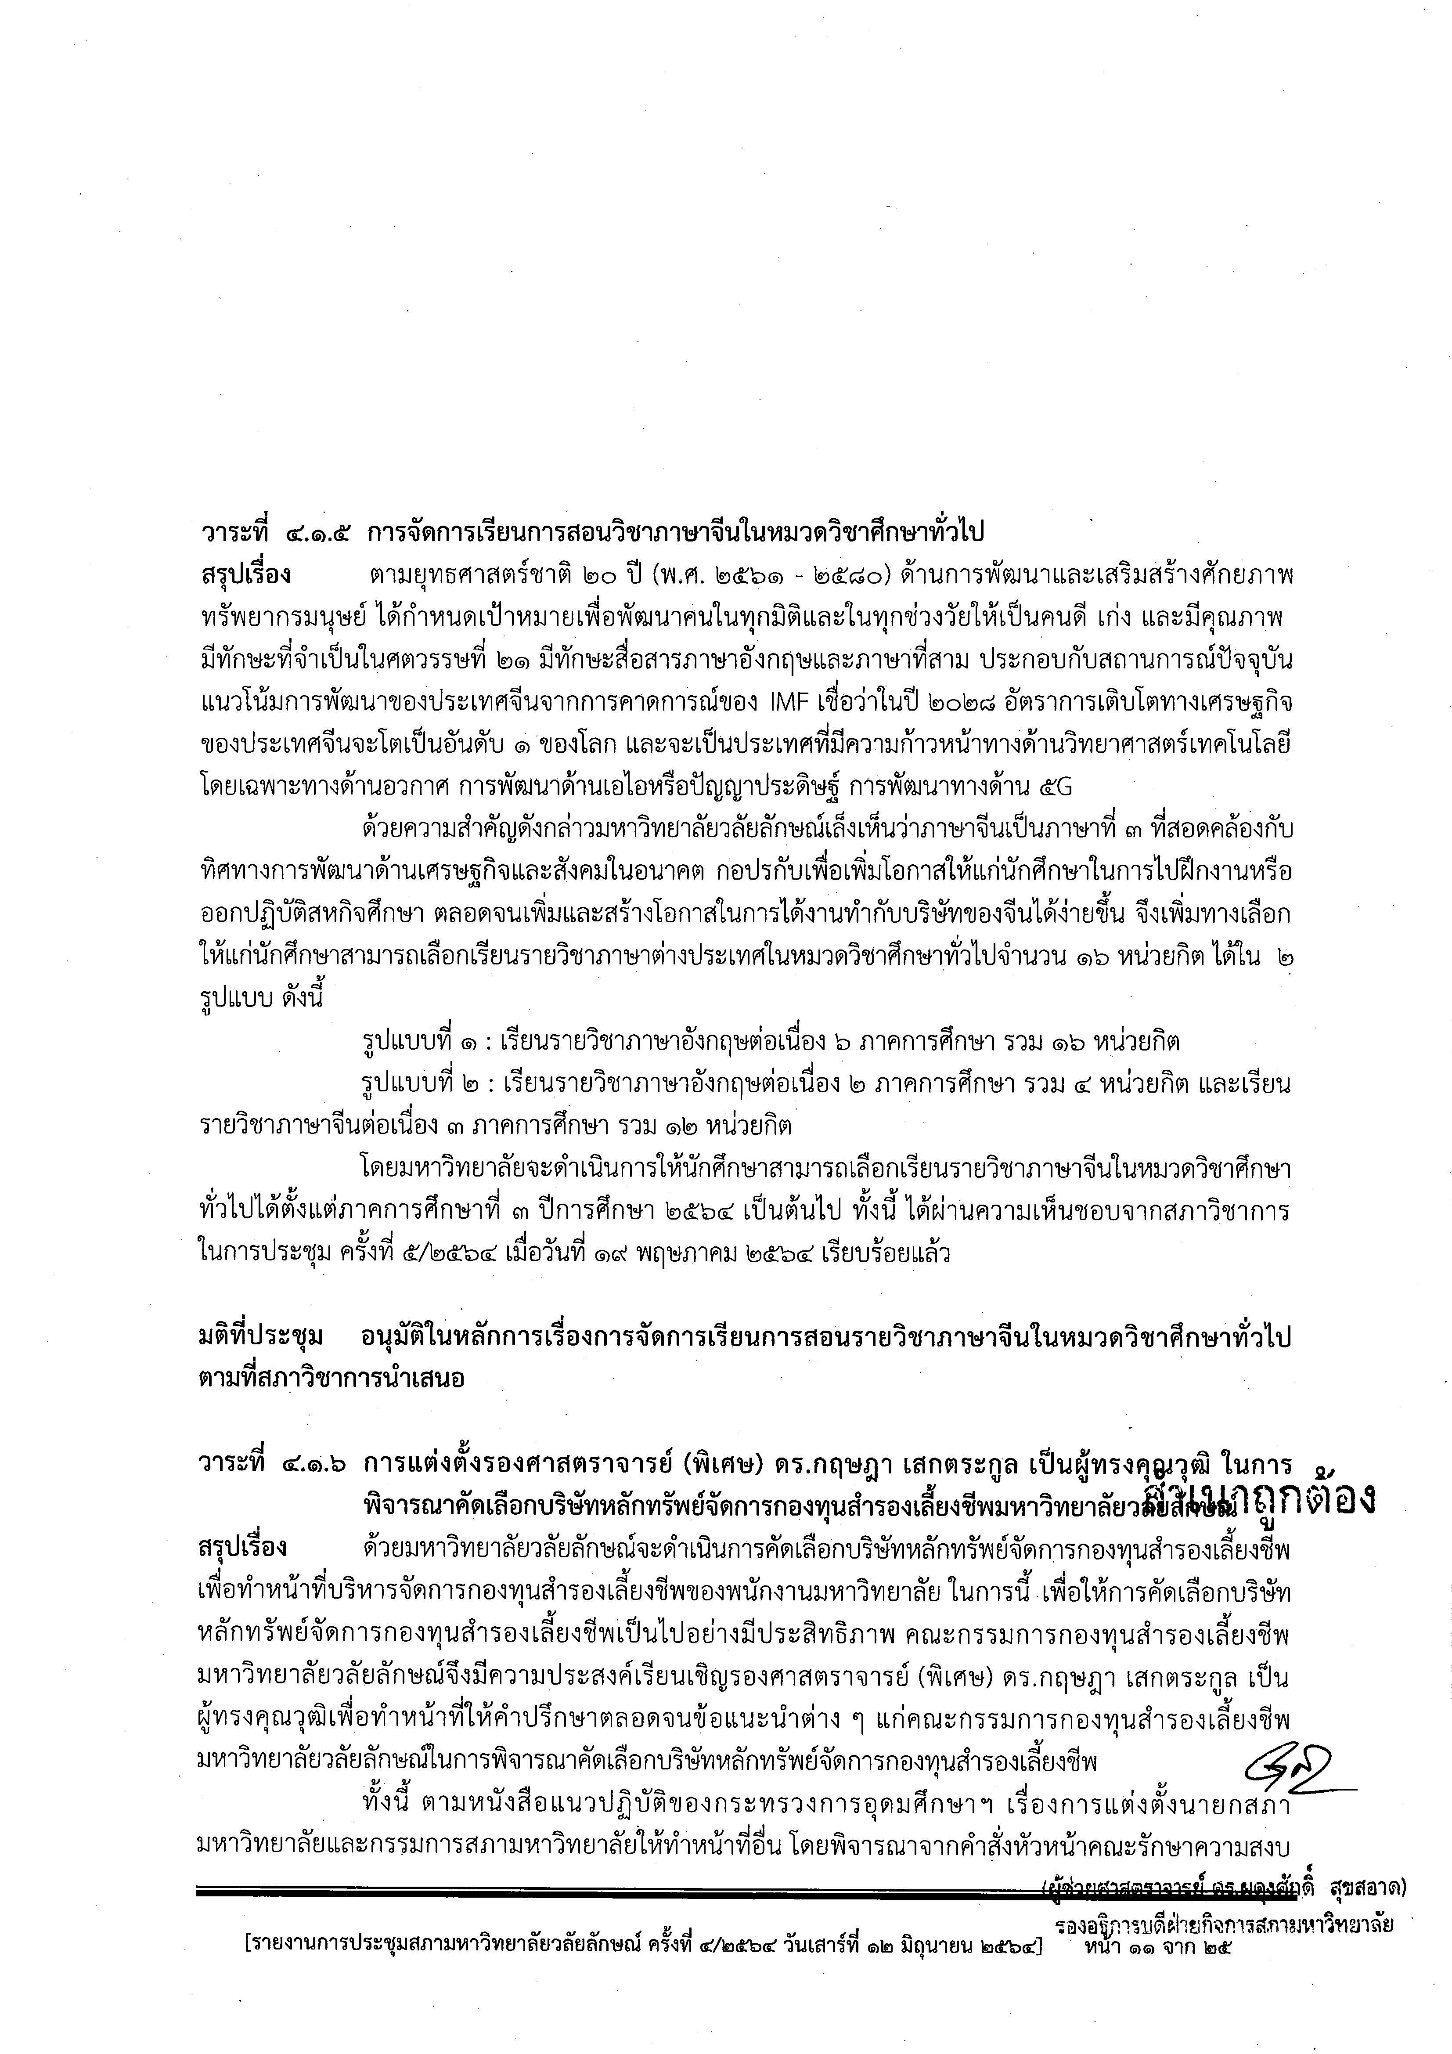 วาระที่ ๔.๑.๕ การจัดการเรียนการสอนวิชาภาษาจีนในหมวดวิชาศึกษาทั่วไป
สรุปเรื่อง ตามยุทธศาสตร์ชาติ ๒๐ ปี (พ.ศ. ๒๕๖๑ - ๒๕๘๐) ด้านการพัฒนาและเสริมสร้างศักยภาพ
ทรัพยากรมนุษย์ ได้กำหนดเป้าหมายเพื่อพัฒนาคนในทุกมิติและในทุกช่วงวัยให้เป็นคนดี เก่ง และมีคุณภาพ
มีทักษะที่จำเป็นในศตวรรษที่ ๒๑ มีทักษะสื่อสารภาษาอังกฤษและภาษาที่สาม ประกอบกับสถานการณ์ปัจจุบัน
แนวโน้มการพัฒนาของประเทศจีนจากการคาดการณ์ของ IMF เชื่อว่าในปี ๒๐๒๘ อัตราการเติบโตทางเศรษฐกิจ
ของประเทศจีนจะโตเป็นอันดับ ๑ ของโลก และจะเป็นประเทศที่มีความก้าวหน้าทางด้านวิทยาศาสตร์เทคโนโลยี
โดยเฉพาะทางด้านอวกาศ การพัฒนาด้านเอไอหรือปัญญาประดิษฐ์ การพัฒนาทางด้าน ๕G
ด้วยความสำคัญดังกล่าวมหาวิทยาลัยวลัยลักษณ์เล็งเห็นว่าภาษาจีนเป็นภาษาที่ ๓ ที่สอดคล้องกับ
ทิศทางการพัฒนาด้านเศรษฐกิจและสังคมในอนาคต กอปรกับเพื่อเพิ่มโอกาสให้แก่นักศึกษาในการไปฝึกงานหรือ
ออกปฏิบัติสหกิจศึกษา ตลอดจนเพิ่มและสร้างโอกาสในการได้งานทำกับบริษัทของจีนได้ง่ายขึ้น จึงเพิ่มทางเลือก
ให้แก่นักศึกษาสามารถเลือกเรียนรายวิชาภาษาต่างประเทศในหมวดวิชาศึกษาทั่วไปจำนวน ๑๖ หน่วยกิต ได้ใน ๒
รูปแบบ ดังนี้
รูปแบบที่ ๑ : เรียนรายวิชาภาษาอังกฤษต่อเนื่อง ๖ ภาคการศึกษา รวม ๑๖ หน่วยกิต
รูปแบบที่ ๒ : เรียนรายวิชาภาษาอังกฤษต่อเนื่อง ๒ ภาคการศึกษา รวม ๔ หน่วยกิต และเรียน
รายวิชาภาษาจีนต่อเนื่อง ๓ ภาคการศึกษา รวม ๑๒ หน่วยกิต
โดยมหาวิทยาลัยจะดำเนินการให้นักศึกษาสามารถเลือกเรียนรายวิชาภาษาจีนในหมวดวิชาศึกษา
ทั่วไปได้ตั้งแต่ภาคการศึกษาที่ ๓ ปีการศึกษา ๒๕๖๔ เป็นต้นไป ทั้งนี้ ได้ผ่านความเห็นชอบจากสภาวิชาการ
ในการประชุม ครั้งที่ ๕/๒๕๖๔ เมื่อวันที่ ๑๙ พฤษภาคม ๒๕๖๔ เรียบร้อยแล้ว
มติที่ประชุม อนุมัติในหลักการเรื่องการจัดการเรียนการสอนรายวิชาภาษาจีนในหมวดวิชาศึกษาทั่วไป
ตามที่สภาวิชาการนำเสนอ
วาระที่ ๔.๑.๖ การแต่งตั้งรองศาสตราจารย์ (พิเศษ) ดร.กฤษฎา เสกตระกูล เป็นผู้ทรงคุณวุฒิ ในการ
พิจารณาคัดเลือกบริษัทหลักทรัพย์จัดการกองทุนสำรองเลี้ยงชีพมหาวิทยาลัยวลัยลักษณ์
สำเนาถูกต้อง
สรุปเรื่อง ด้วยมหาวิทยาลัยวลัยลักษณ์จะดำเนินการคัดเลือกบริษัทหลักทรัพย์จัดการกองทุนสำรองเลี้ยงชีพ
เพื่อทำหน้าที่บริหารจัดการกองทุนสำรองเลี้ยงชีพของพนักงานมหาวิทยาลัย ในการนี้ เพื่อให้การคัดเลือกบริษัท
หลักทรัพย์จัดการกองทุนสำรองเลี้ยงชีพเป็นไปอย่างมีประสิทธิภาพ คณะกรรมการกองทุนสำรองเลี้ยงชีพ
มหาวิทยาลัยวลัยลักษณ์จึงมีความประสงค์เรียนเชิญรองศาสตราจารย์ (พิเศษ) ดร.กฤษฎา เสกตระกูล เป็น
ผู้ทรงคุณวุฒิเพื่อทำหน้าที่ให้คำปรึกษาตลอดจนข้อแนะนำต่าง ๆ แก่คณะกรรมการกองทุนสำรองเลี้ยงชีพ
มหาวิทยาลัยวลัยลักษณ์ในการพิจารณาคัดเลือกบริษัทหลักทรัพย์จัดการกองทุนสำรองเลี้ยงชีพ
ทั้งนี้ ตามหนังสือแนวปฏิบัติของกระทรวงการอุดมศึกษาฯ เรื่องการแต่งตั้งนายกสภา
มหาวิทยาลัยและกรรมการสภามหาวิทยาลัยให้ทำหน้าที่อื่น โดยพิจารณาจากคำสั่งหัวหน้าคณะรักษาความสงบ
(ผู้ช่วยศาสตราจารย์ ดร.ผดุงศักดิ์ สุขสอาด)
รองอธิการบดีฝ่ายกิจการสภามหาวิทยาลัย
[รายงานการประชุมสภามหาวิทยาลัยวลัยลักษณ์ ครั้งที่ ๔/๒๕๖๔ วันเสาร์ที่ ๑๒ มิถุนายน ๒๕๖๔] หน้า ๑๑ จาก ๒๕